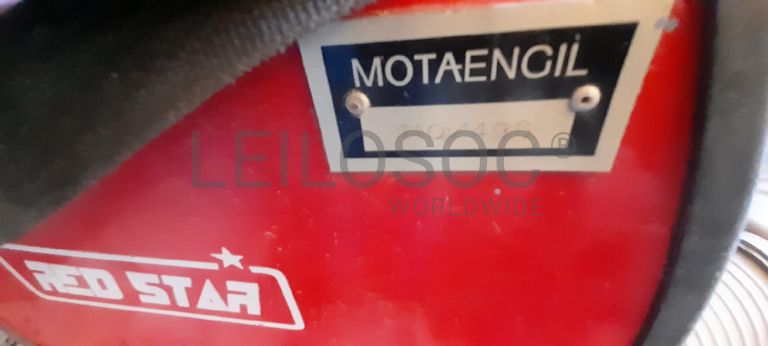 MOTAENGIL
LEILOSOC®
WORLDWIDE
RED STAR